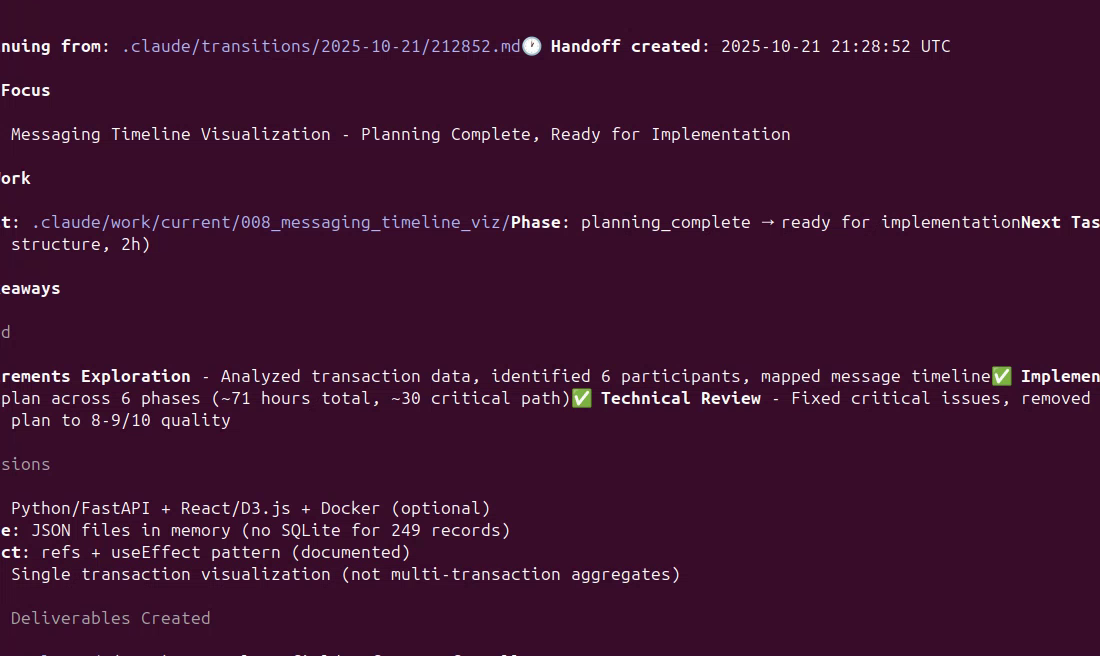 nuing from: .claude/transitions/2025-10-21/212852.md🕐 Handoff created: 2025-10-21 21:28:52 UTC
Focus
Messaging Timeline Visualization - Planning Complete, Ready for Implementation
ork
t: .claude/work/current/008_messaging_timeline_viz/Phase: planning_complete → ready for implementationNext Tas
structure, 2h)
eaways
d
rements Exploration - Analyzed transaction data, identified 6 participants, mapped message timeline✅ Implemen
plan across 6 phases (~71 hours total, ~30 critical path)✅ Technical Review - Fixed critical issues, removed
plan to 8-9/10 quality
sions
Python/FastAPI + React/D3.js + Docker (optional)
e: JSON files in memory (no SQLite for 249 records)
ct: refs + useEffect pattern (documented)
Single transaction visualization (not multi-transaction aggregates)
Deliverables Created